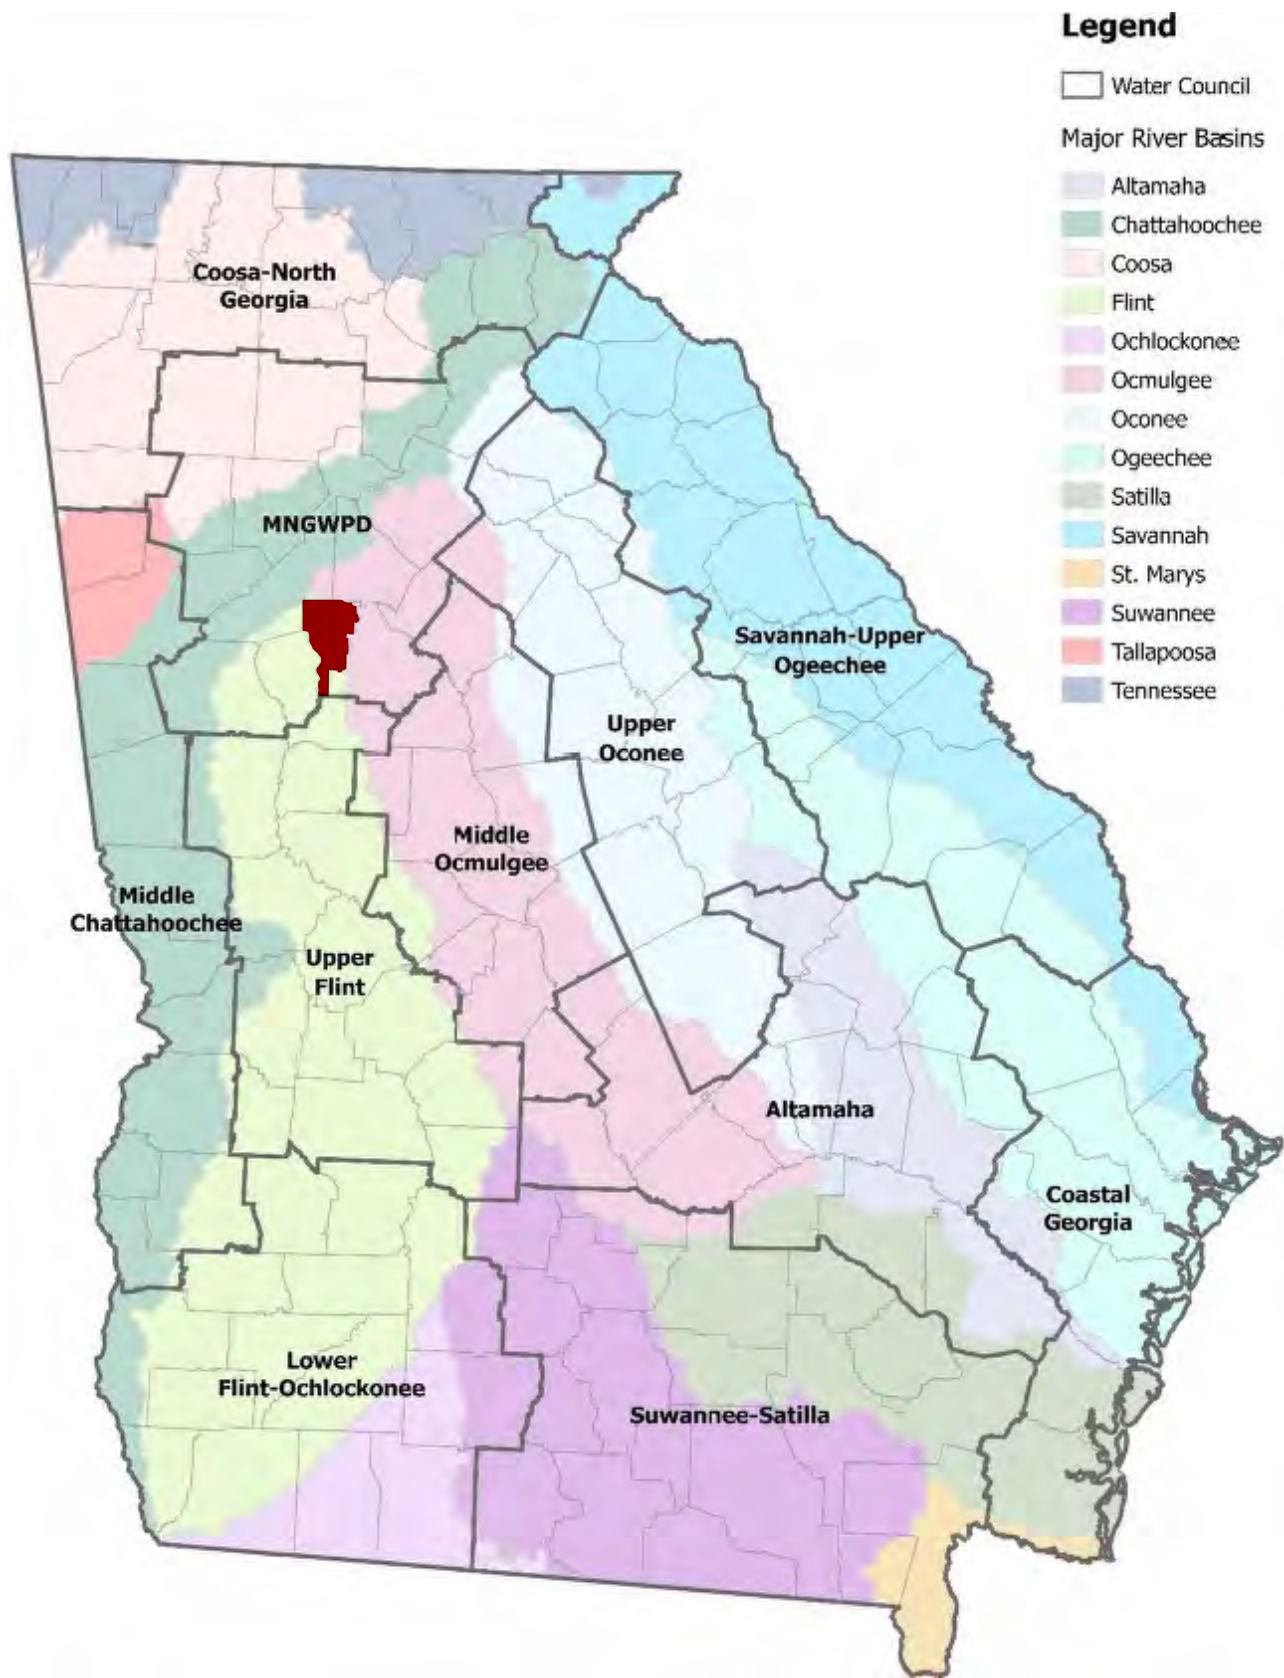 Legend
Water Council
Major River Basins
Altamaha
Chattahoochee
Coosa
Flint
Ochlockonee
Ocmulgee
Oconee
Ogeechee
Satilla
Savannah
St. Marys
Suwannee
Tallapoosa
Tennessee
Coosa-North
Georgia
MNGWPD
Savannah-Upper
Ogeechee
Upper
Oconee
Middle
Ocmulgee
Middle
Chattahoochee
Upper
Flint
Altamaha
Coastal
Georgia
Lower
Flint-Ochlockonee
Suwannee-Satilla